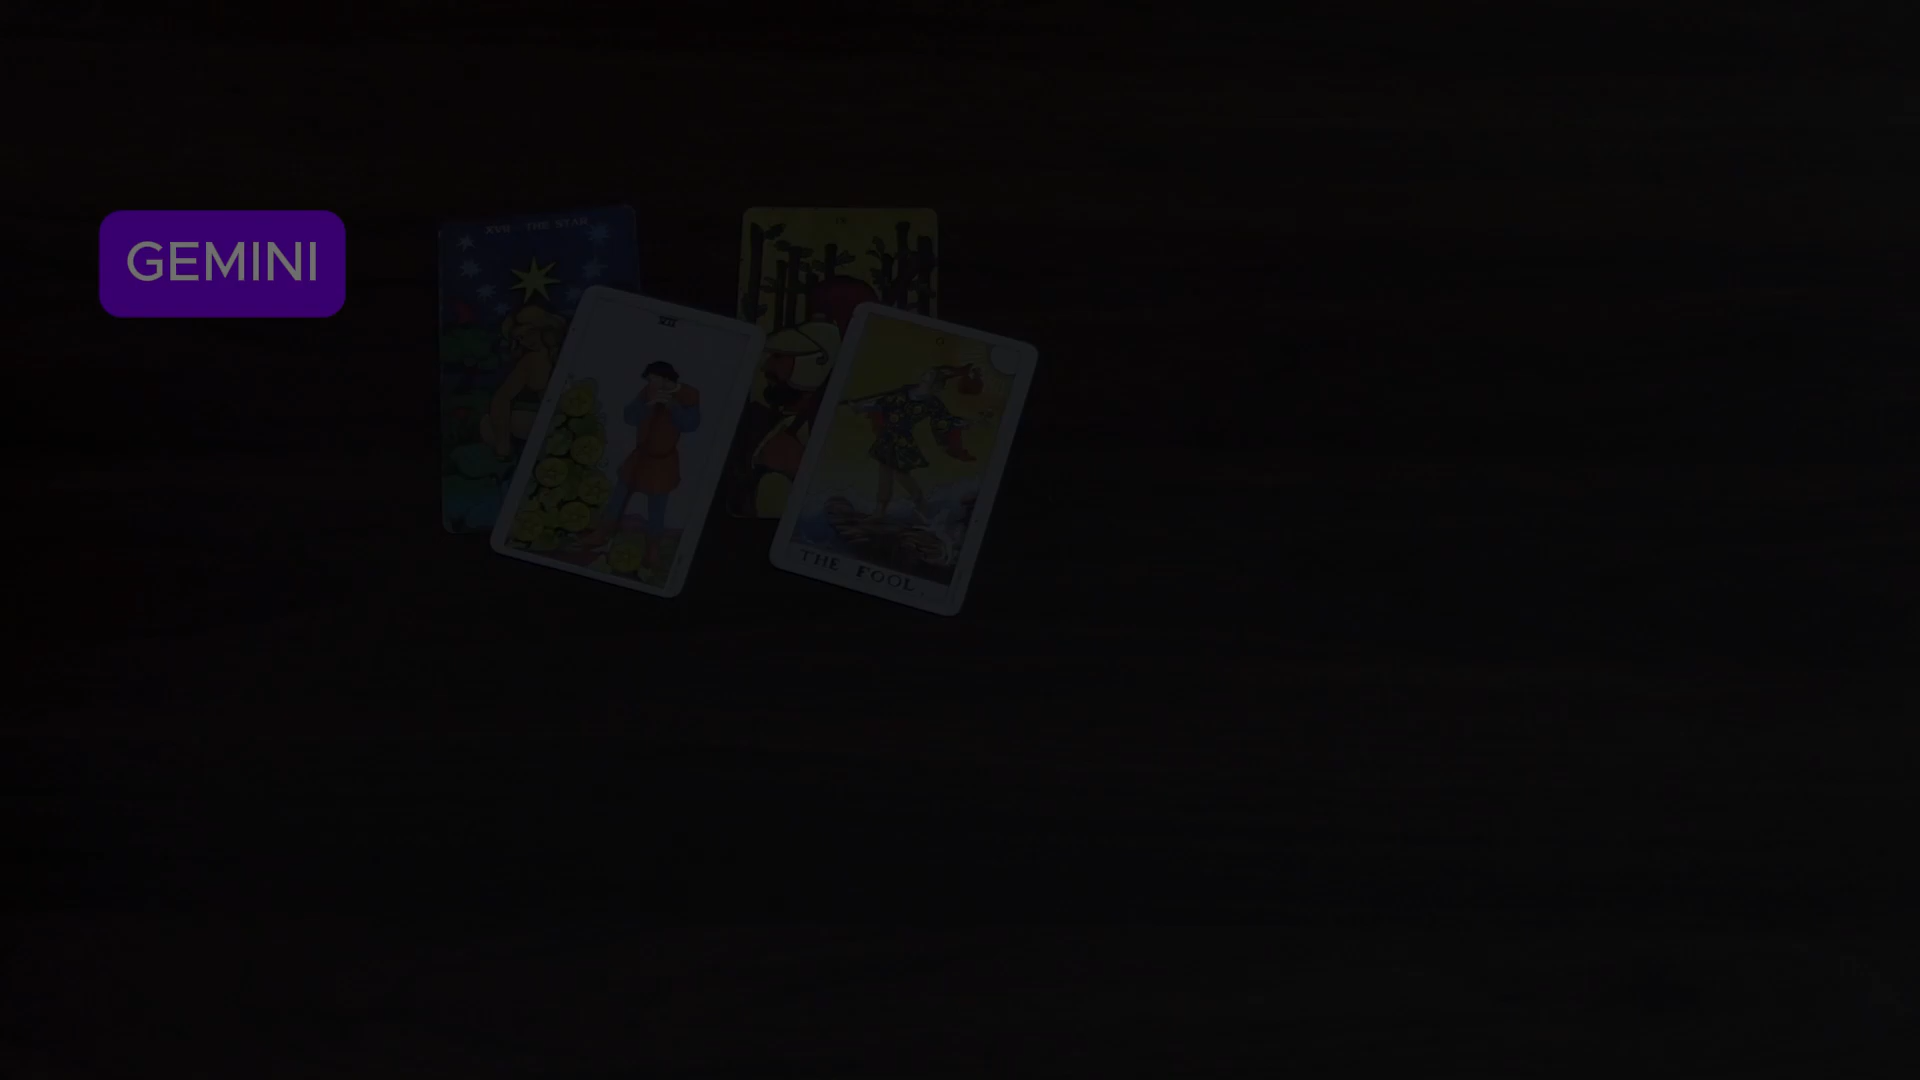 GEMINI
XVII THE STAR
THE FOOL.